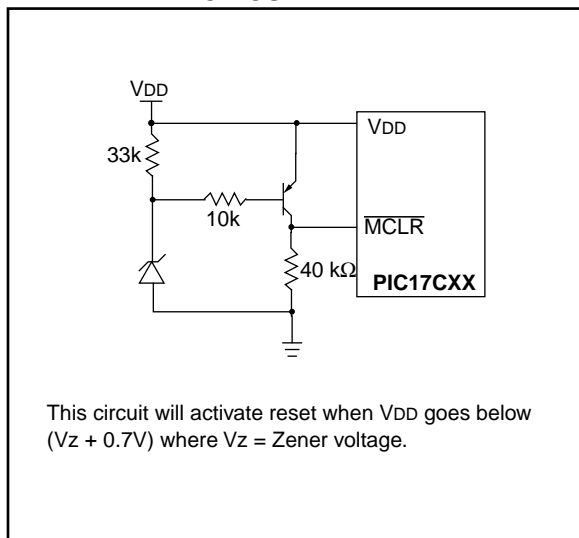 VDD
VDD
33k
10k
MCLR
40 kΩ
PIC17CXX
This circuit will activate reset when VDD goes below
(Vz + 0.7V) where Vz = Zener voltage.